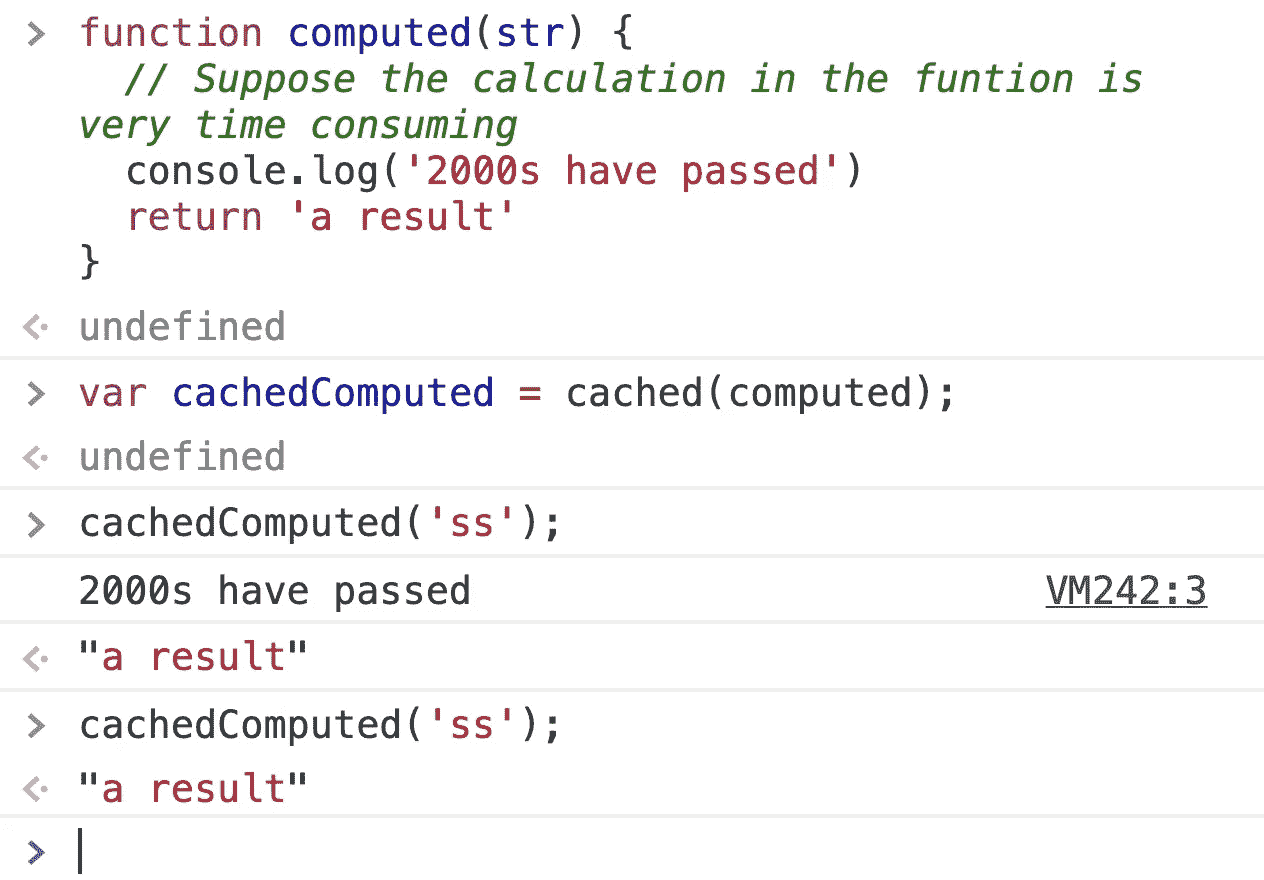 > function computed(str) {
// Suppose the calculation in the funtion is
very time consuming
console.log('2000s have passed')
return 'a result'
}
undefined
> var cachedComputed = cached(computed);
undefined
> cachedComputed('ss');
2000s have passed VM242:3
"a result"
> cachedComputed('ss');
"a result"
>